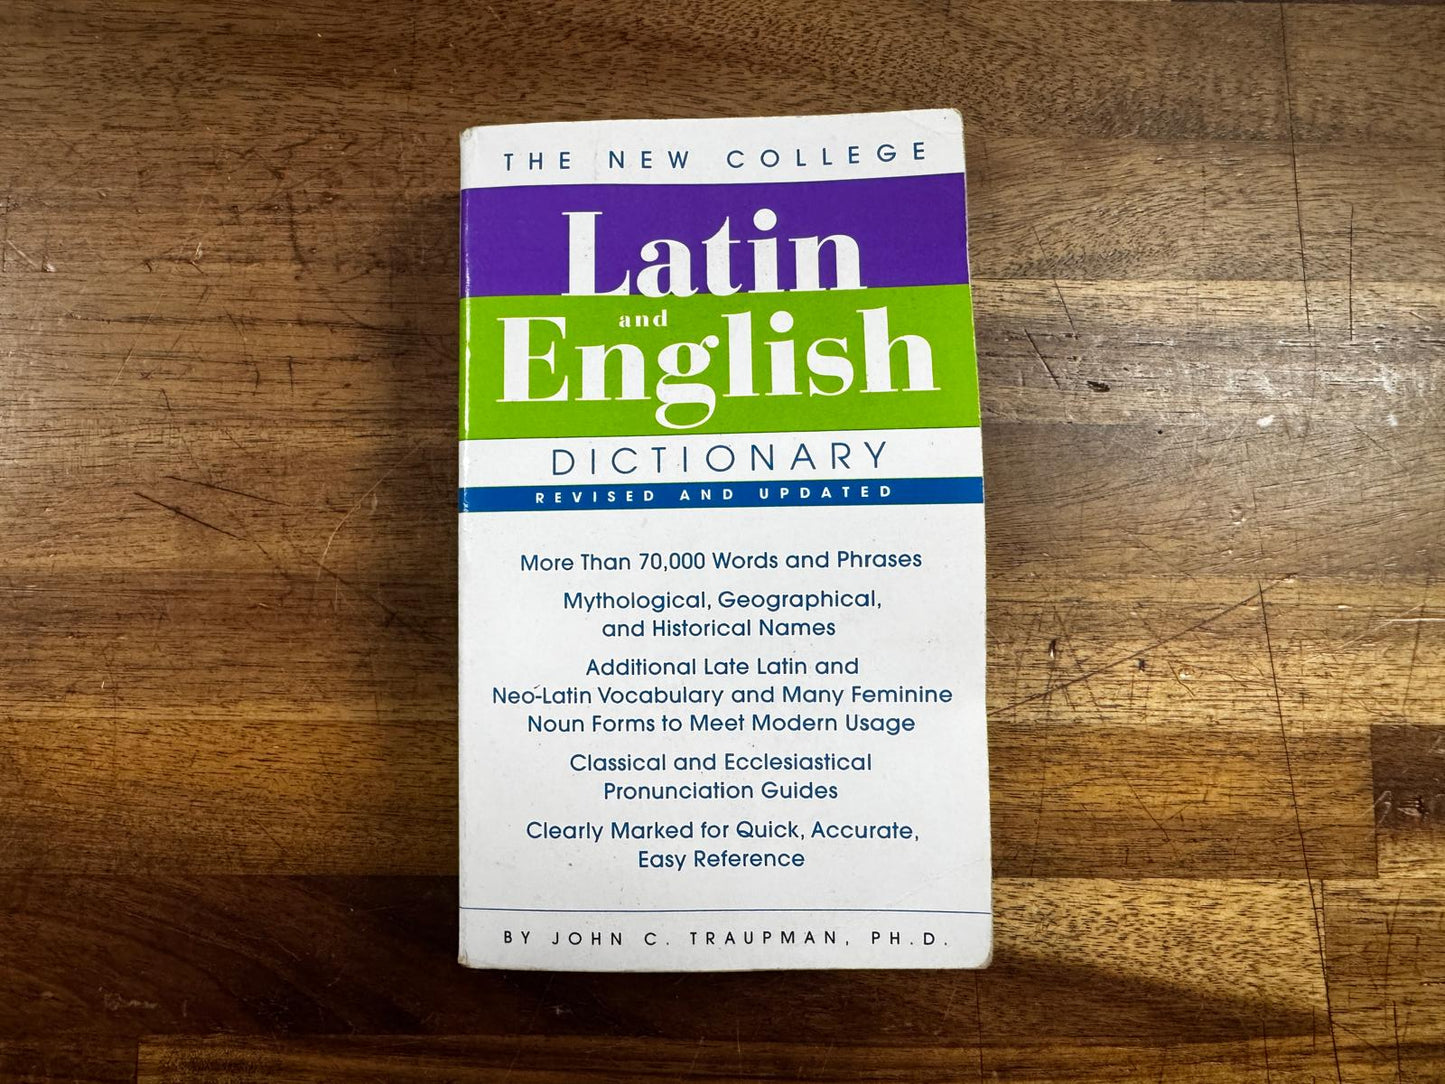 THE NEW COLLEGE
Latin
and
English
DICTIONARY
REVISED AND UPDATED
More Than 70,000 Words and Phrases
Mythological, Geographical,
and Historical Names
Additional Late Latin and
Neo-Latin Vocabulary and Many Feminine
Noun Forms to Meet Modern Usage
Classical and Ecclesiastical
Pronunciation Guides
Clearly Marked for Quick, Accurate,
Easy Reference
BY JOHN C. TRAUPMAN, PH.D.